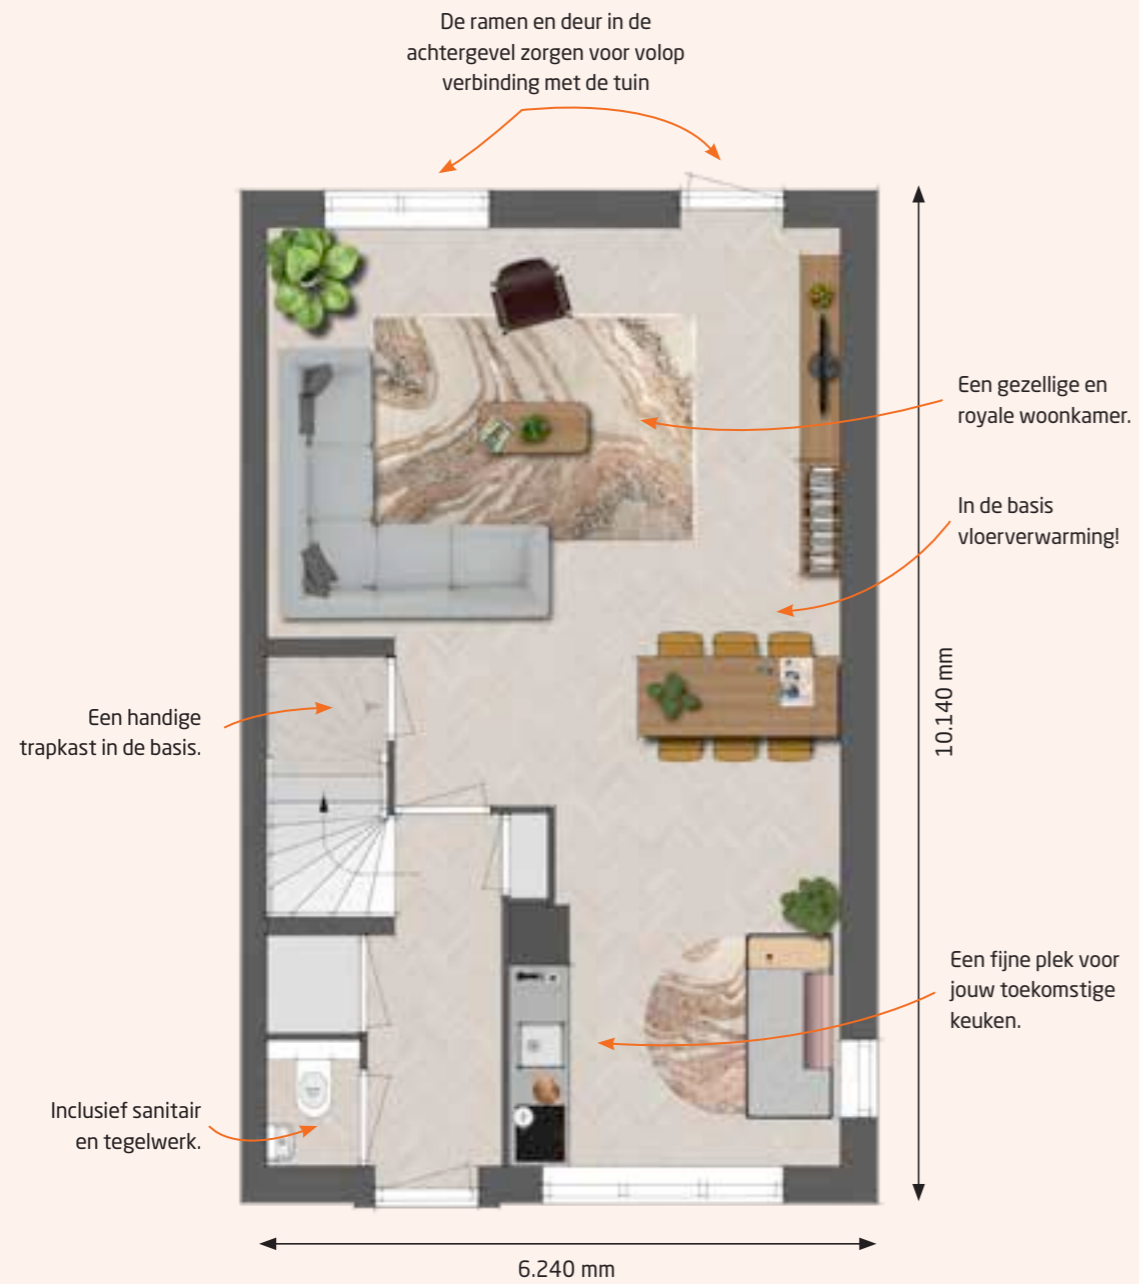 De ramen en deur in de
achtergevel zorgen voor volop
verbinding met de tuin
Een gezellige en
royale woonkamer.
In de basis
vloerverwarming!
10.140 mm
Een handige
trapkast in de basis.
Een fijne plek voor
jouw toekomstige
keuken.
Inclusief sanitair
en tegelwerk.
6.240 mm